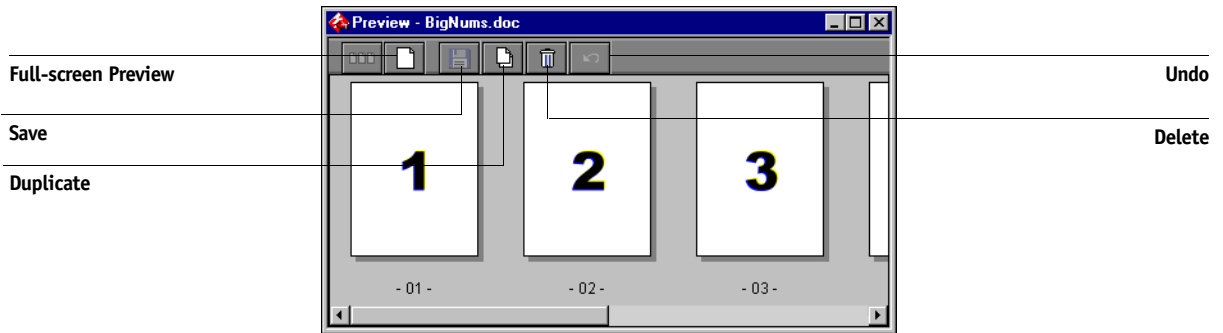 Preview - BigNums.doc
Full-screen Preview
Undo
Save
Delete
Duplicate
1 2 3
- 01 - - 02 - - 03 -